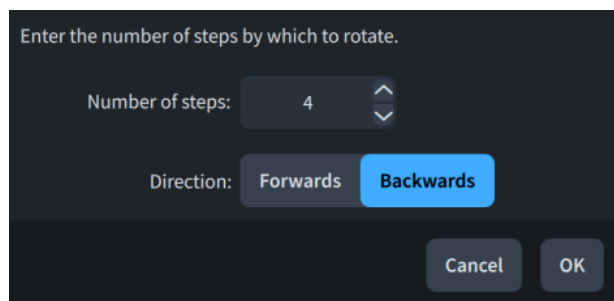 Enter the number of steps by which to rotate.
Number of steps: 4
Direction: Forwards Backwards
Cancel OK